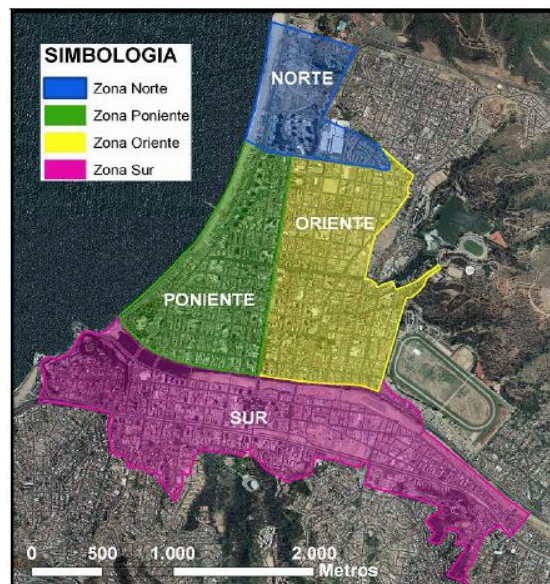 SIMBOLOGIA
Zona Norte
Zona Poniente
Zona Oriente
Zona Sur
NORTE
ORIENTE
PONIENTE
SUR
0 500 1.000 2.000
Metros